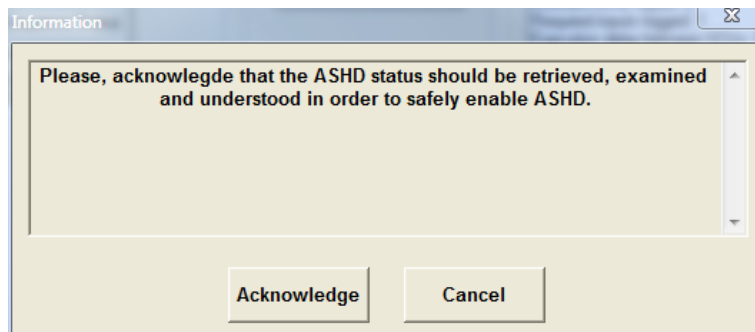 Information
Please, acknowlegde that the ASHD status should be retrieved, examined
and understood in order to safely enable ASHD.
Acknowledge
Cancel